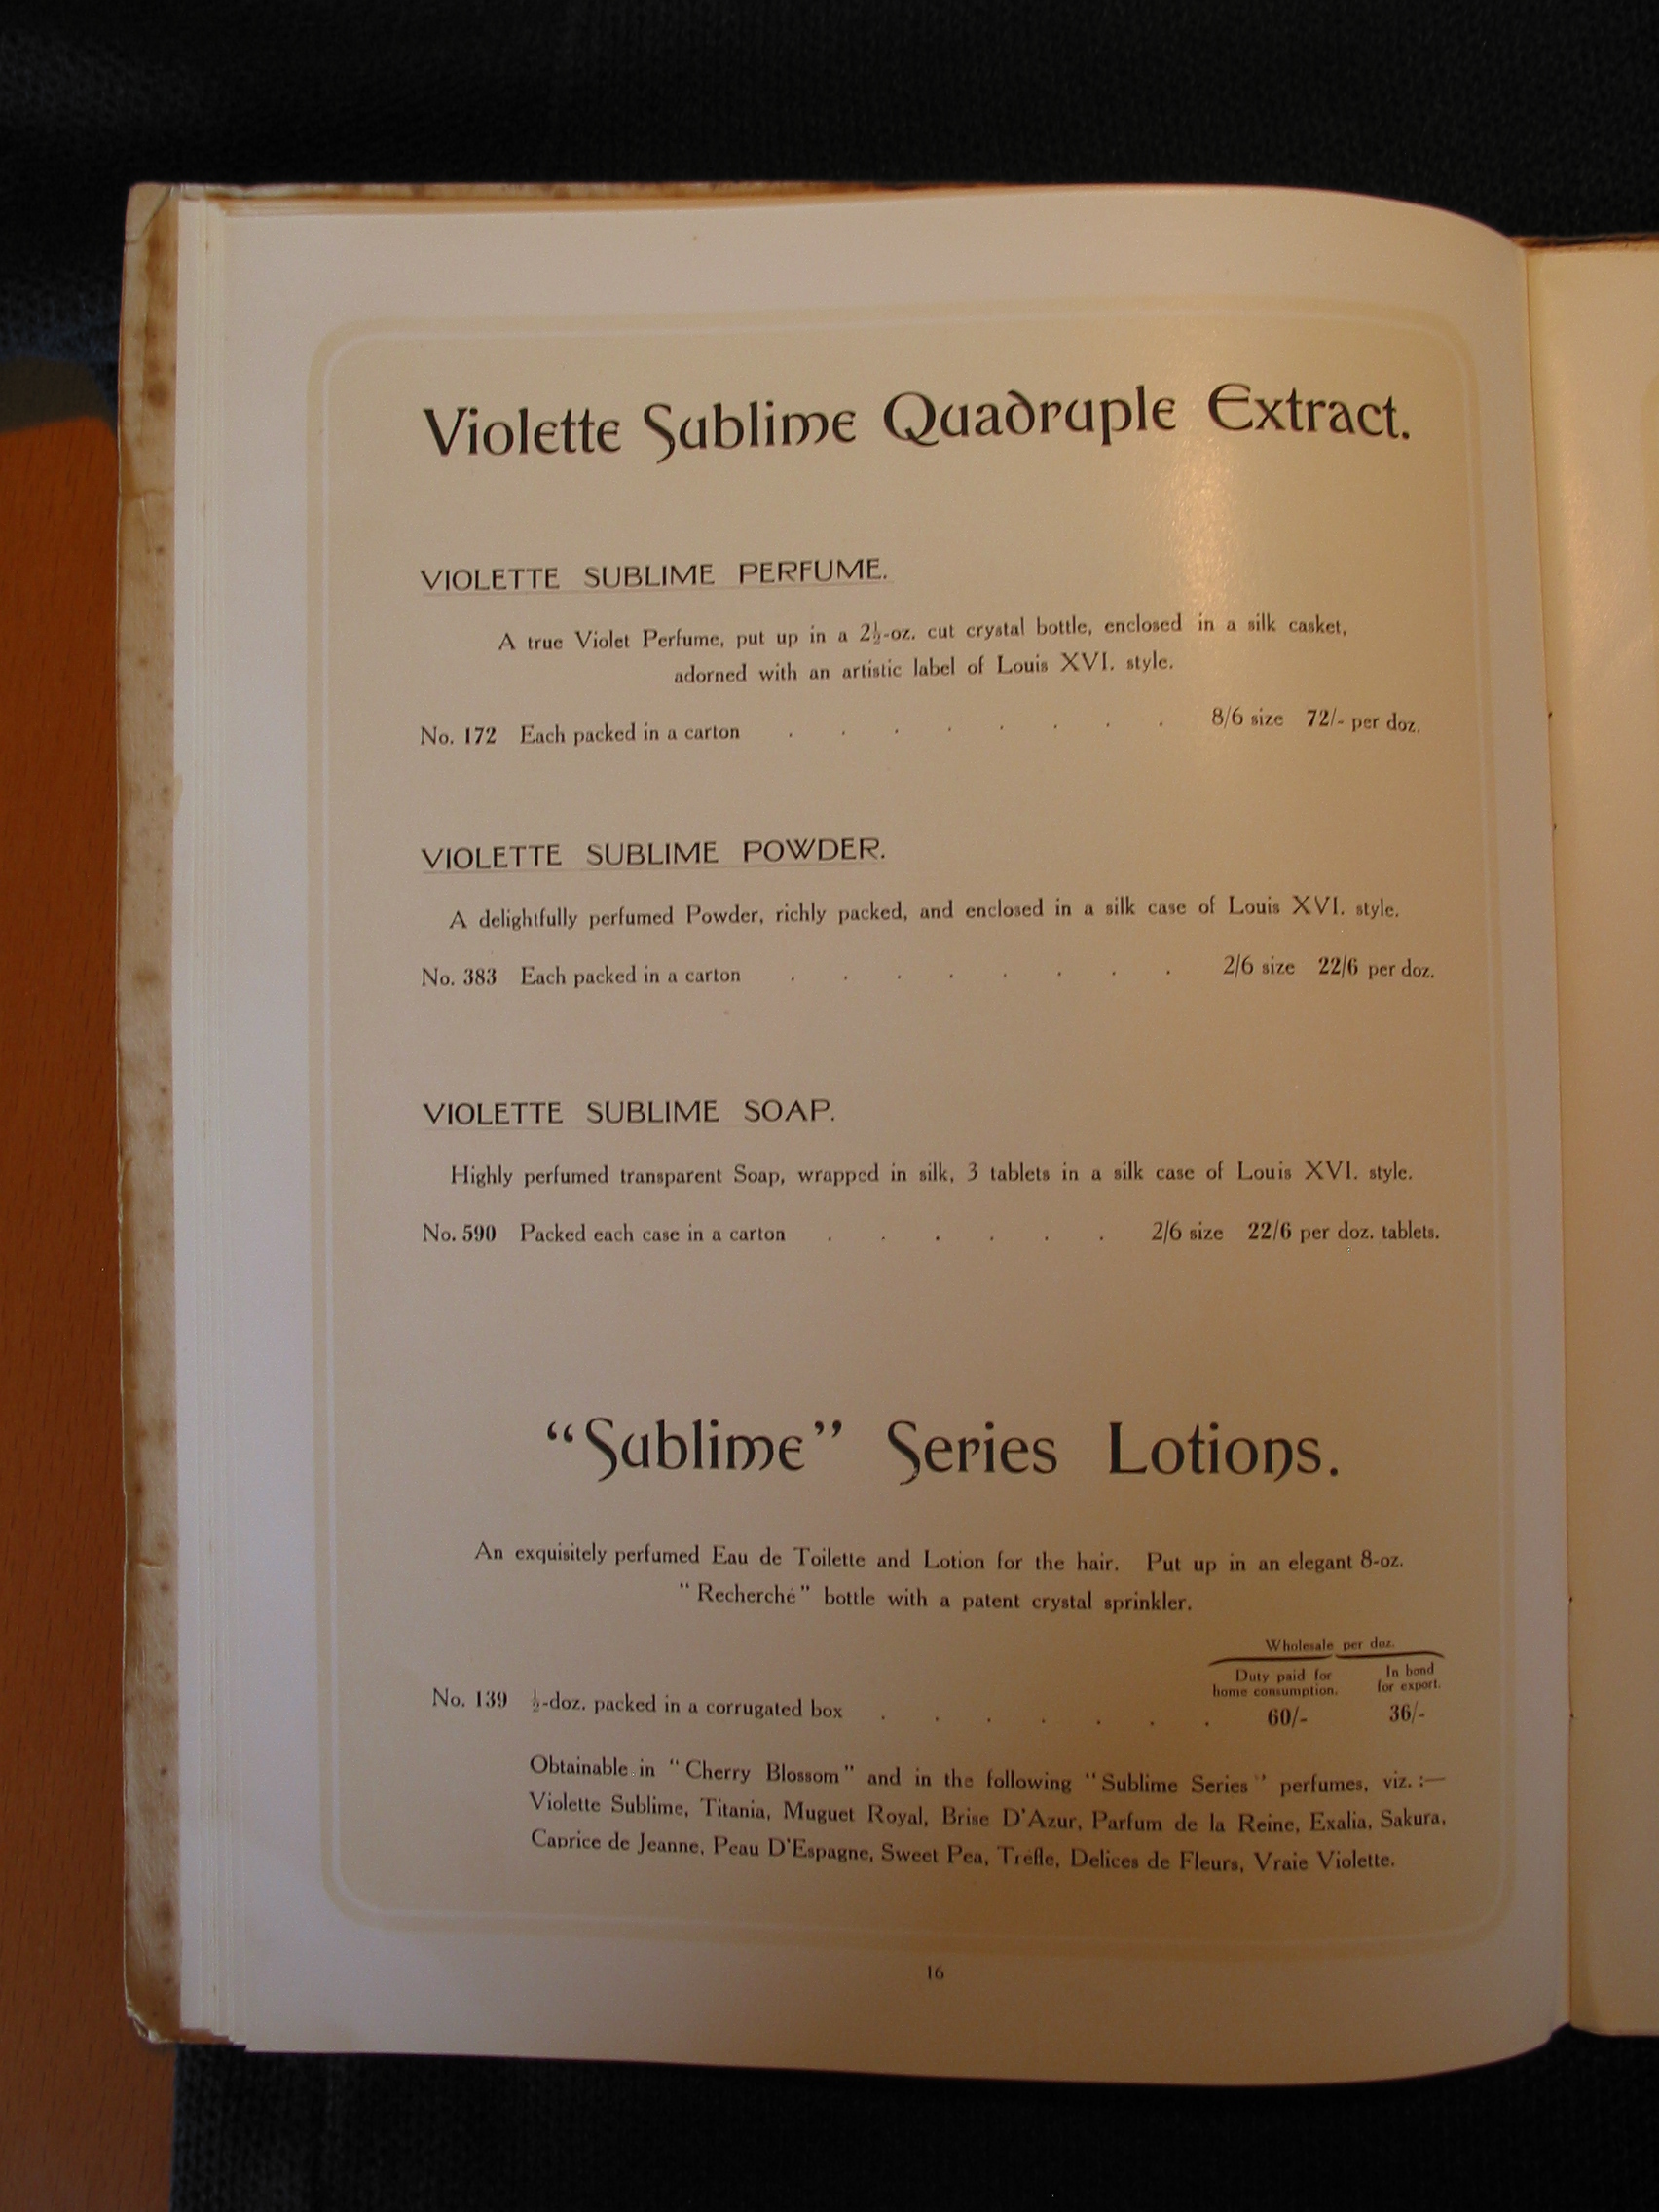 Violette Sublime Quadruple Extract.
VIOLETTE SUBLIME PERFUME.
A true Violet Perfume, put up in a 2½-oz. cut crystal bottle, enclosed in a silk casket,
adorned with an artistic label of Louis XVI. style.
No. 172 Each packed in a carton . . . . . . . . 8/6 size 72/- per doz.
VIOLETTE SUBLIME POWDER.
A delightfully perfumed Powder, richly packed, and enclosed in a silk case of Louis XVI. style.
No. 383 Each packed in a carton . . . . . . . . 2/6 size 22/6 per doz.
VIOLETTE SUBLIME SOAP.
Highly perfumed transparent Soap, wrapped in silk, 3 tablets in a silk case of Louis XVI. style.
No. 590 Packed each case in a carton . . . . . . 2/6 size 22/6 per doz. tablets.
“Sublime” Series Lotions.
An exquisitely perfumed Eau de Toilette and Lotion for the hair. Put up in an elegant 8-oz.
“Recherché” bottle with a patent crystal sprinkler.
Wholesale per doz.
Duty paid for In bond
home consumption. for export.
No. 139 ½-doz. packed in a corrugated box . . . . . . . 60/- 36/-
Obtainable in “Cherry Blossom” and in the following “Sublime Series” perfumes, viz. :—
Violette Sublime, Titania, Muguet Royal, Brise D'Azur, Parfum de la Reine, Exalia, Sakura,
Caprice de Jeanne, Peau D'Espagne, Sweet Pea, Tréfle, Delices de Fleurs, Vraie Violette.
16